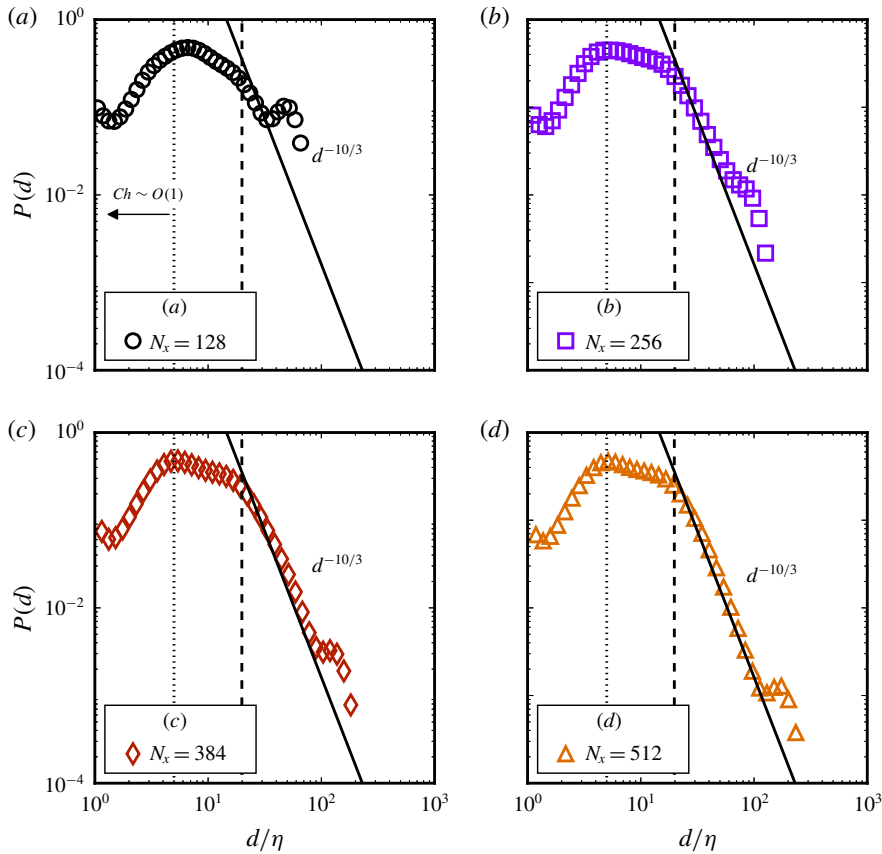 (a)
(b)
10^0
P(d)
10^{-2}
10^{-4}
Ch ∼ O(1)
d^{-10/3}
(a)
N_x = 128
d^{-10/3}
(b)
N_x = 256
(c)
(d)
10^0
P(d)
10^{-2}
10^{-4}
d^{-10/3}
(c)
N_x = 384
d^{-10/3}
(d)
N_x = 512
10^0 10^1 10^2 10^3
10^0 10^1 10^2 10^3
d/η
d/η